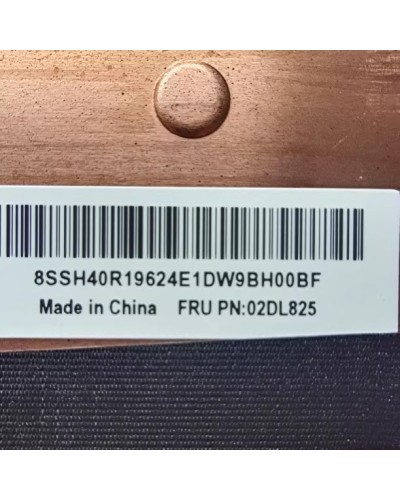 8SSH40R19624E1DW9BH00BF
Made in China FRU PN:02DL825